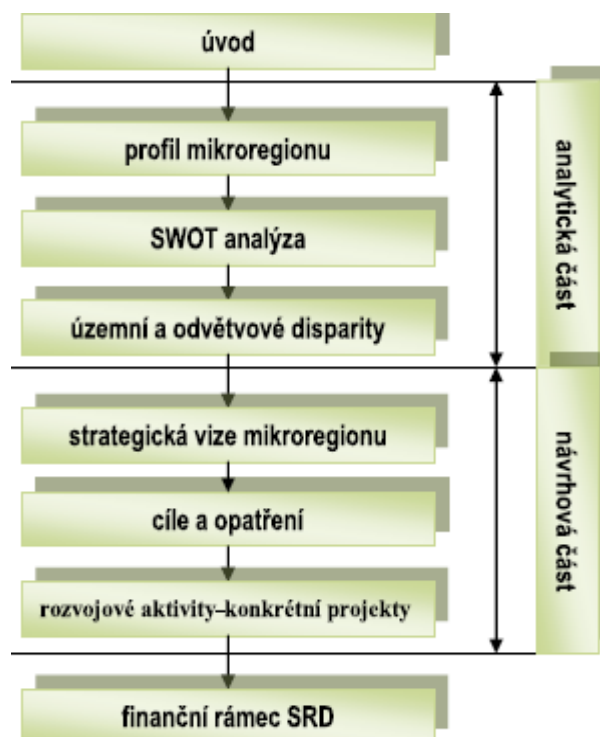 úvod
profil mikroregionu
SWOT analýza
územní a odvětvové disparity
analytická část
strategická vize mikroregionu
cíle a opatření
rozvojové aktivity–konkrétní projekty
návrhová část
finanční rámec SRD